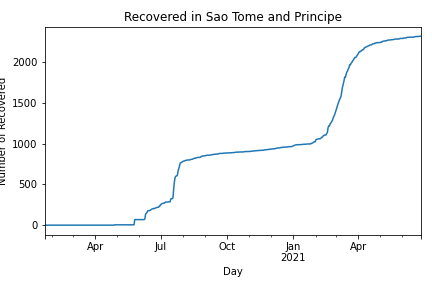 Recovered in Sao Tome and Principe
Number of Recovered
2000
1500
1000
500
0
Apr Jul Oct Jan Apr
2021
Day